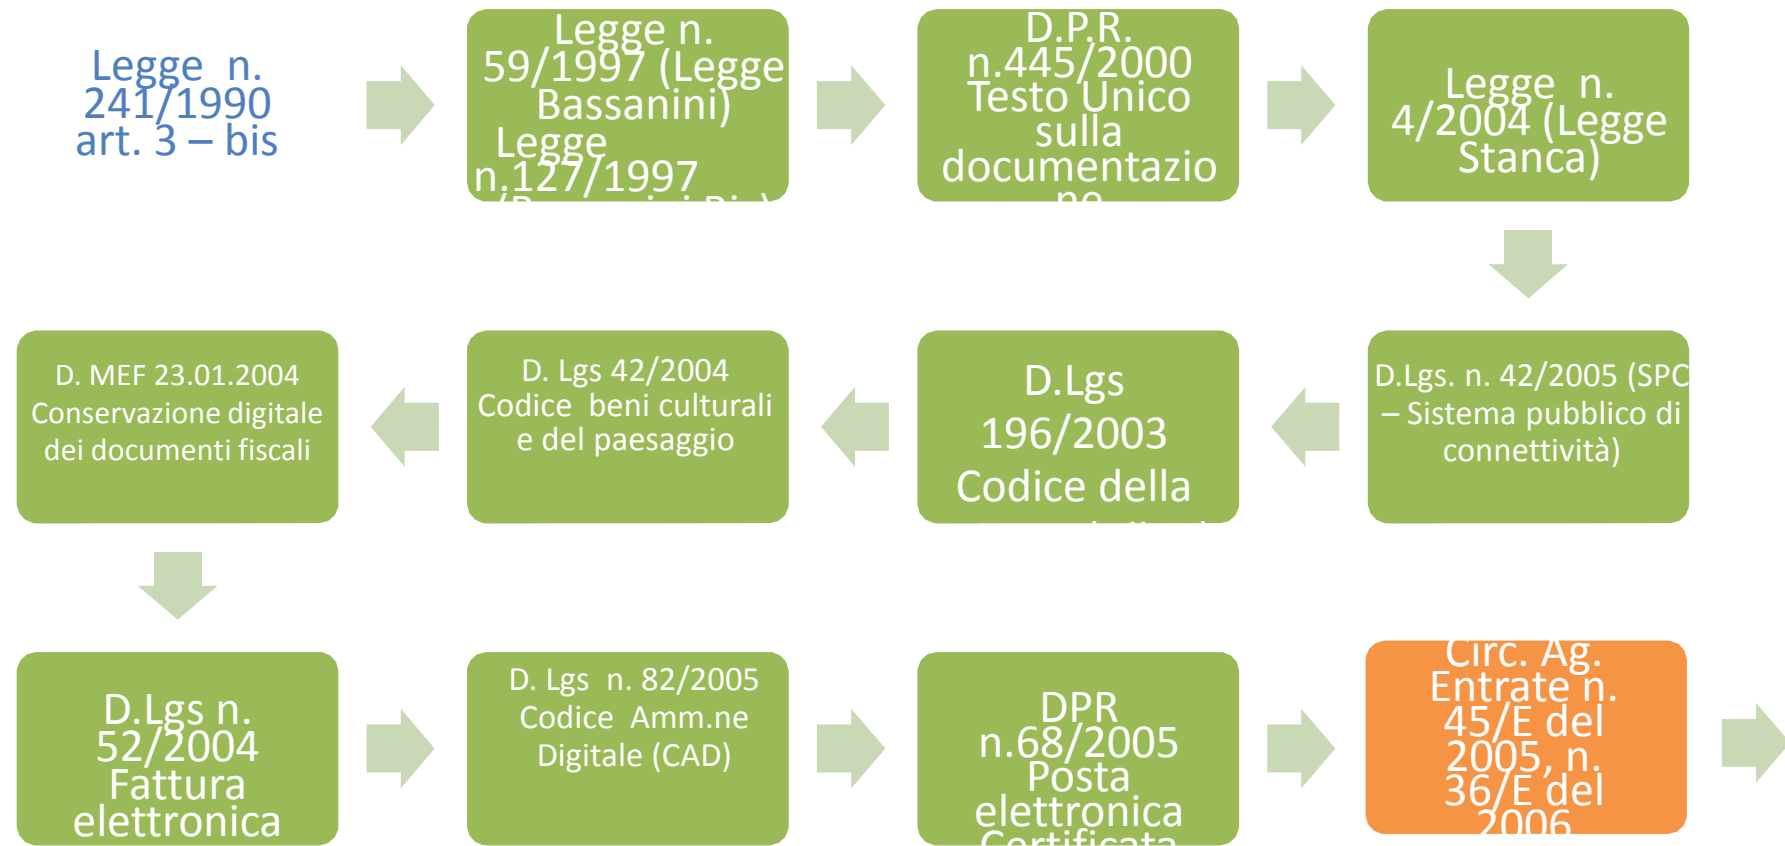 Legge n.
241/1990
art. 3 – bis
Legge n.
59/1997 (Legge
Bassanini)
Legge
n.127/1997
D.P.R.
n.445/2000
Testo Unico
sulla
documentazio
ne
Legge n.
4/2004 (Legge
Stanca)
D.Lgs. n. 42/2005 (SPC
– Sistema pubblico di
connettività)
D.Lgs
196/2003
Codice della
D. Lgs 42/2004
Codice beni culturali
e del paesaggio
D. MEF 23.01.2004
Conservazione digitale
dei documenti fiscali
D.Lgs n.
52/2004
Fattura
elettronica
D. Lgs n. 82/2005
Codice Amm.ne
Digitale (CAD)
DPR
n.68/2005
Posta
elettronica
Certificata
Circ. Ag.
Entrate n.
45/E del
2005, n.
36/E del
2006